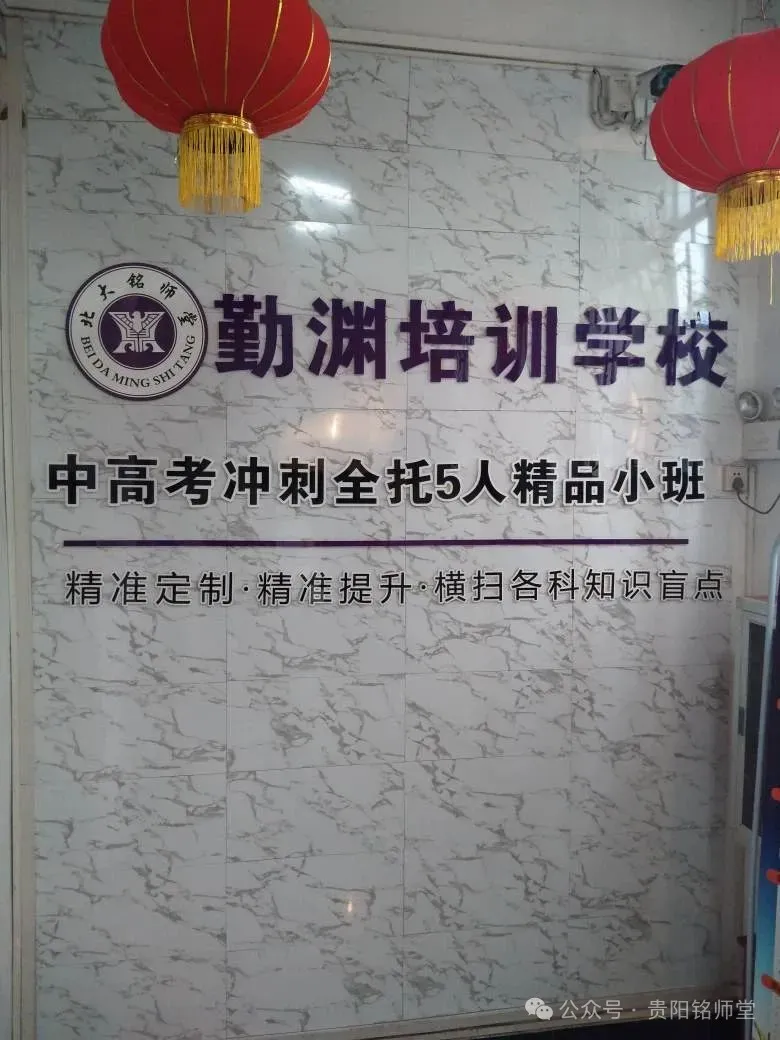 北大铭师堂
BEI DA MING SHI TANG
勤渊培训学校
中高考冲刺全托5人精品小班
精准定制·精准提升·横扫各科知识盲点
公众号·贵阳铭师堂